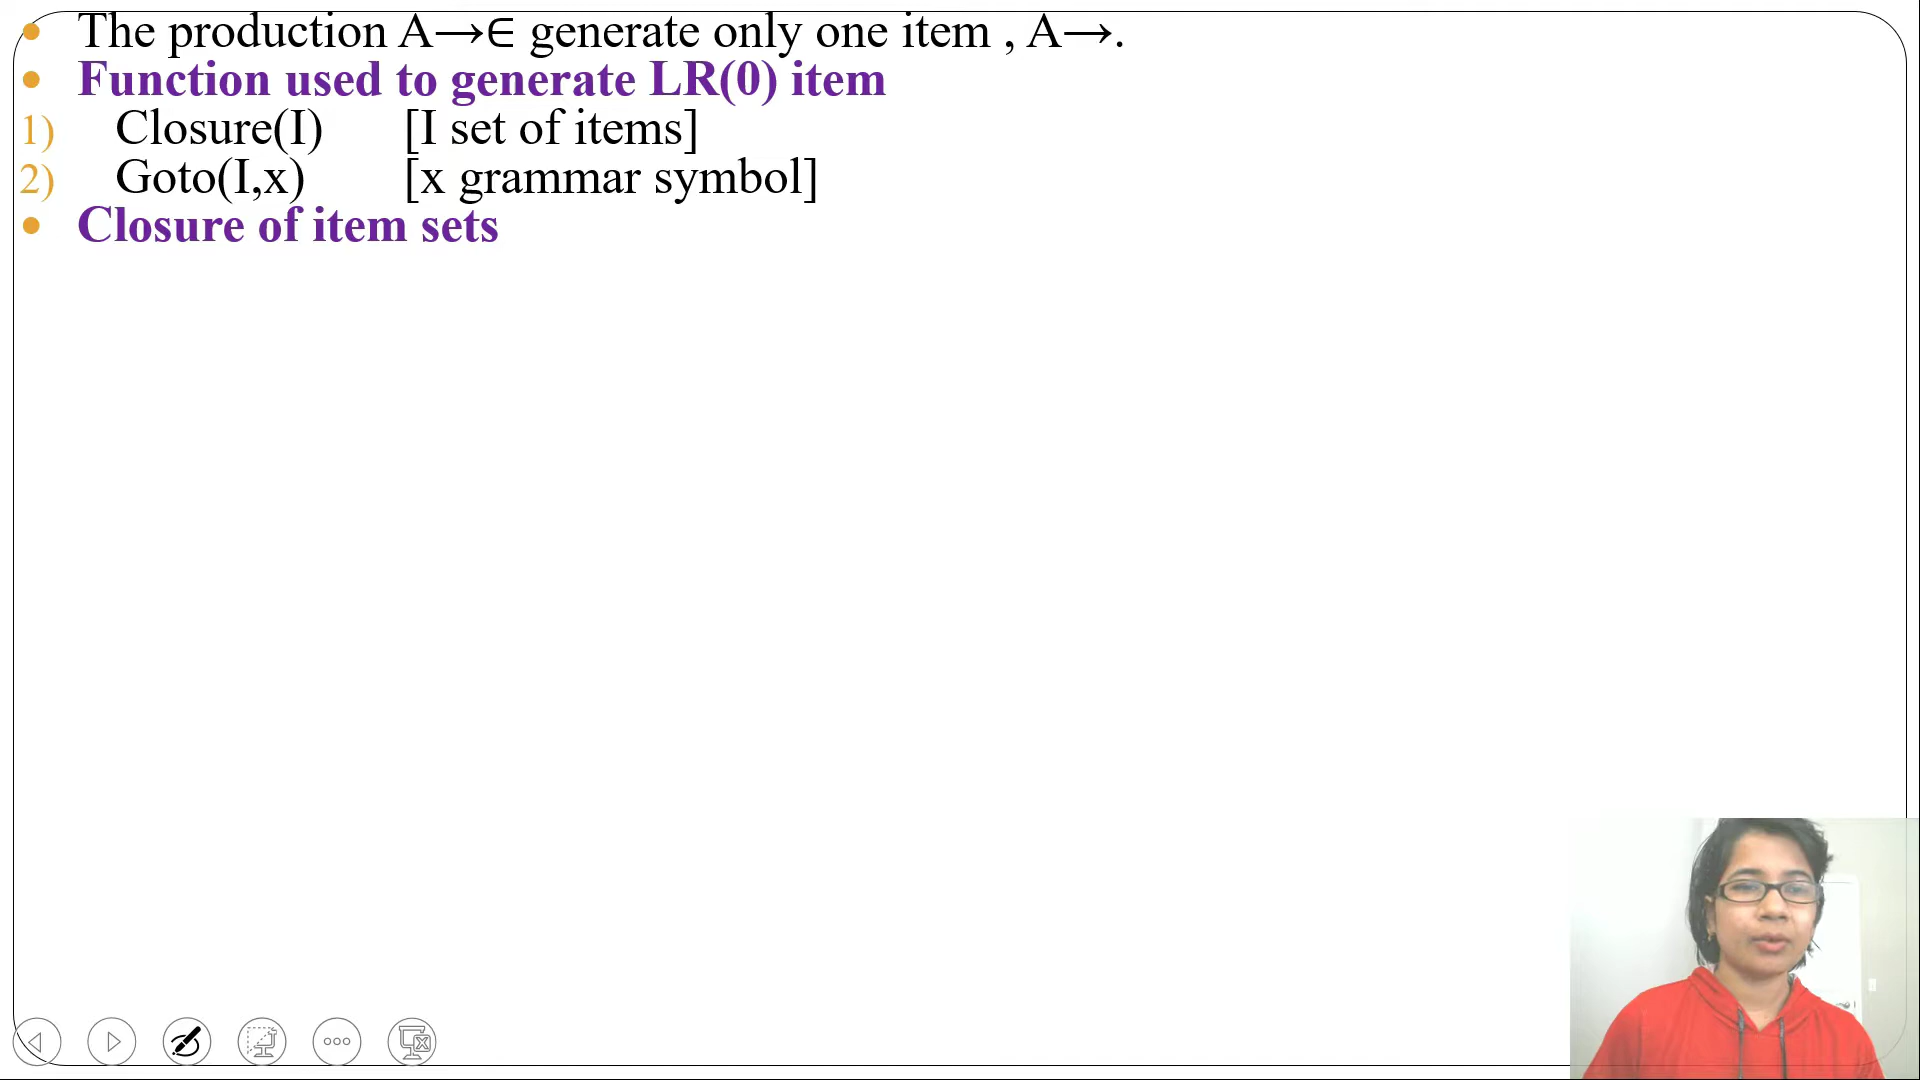 • The production A→∈ generate only one item , A→.
• Function used to generate LR(0) item
1) Closure(I) [I set of items]
2) Goto(I,x) [x grammar symbol]
• Closure of item sets